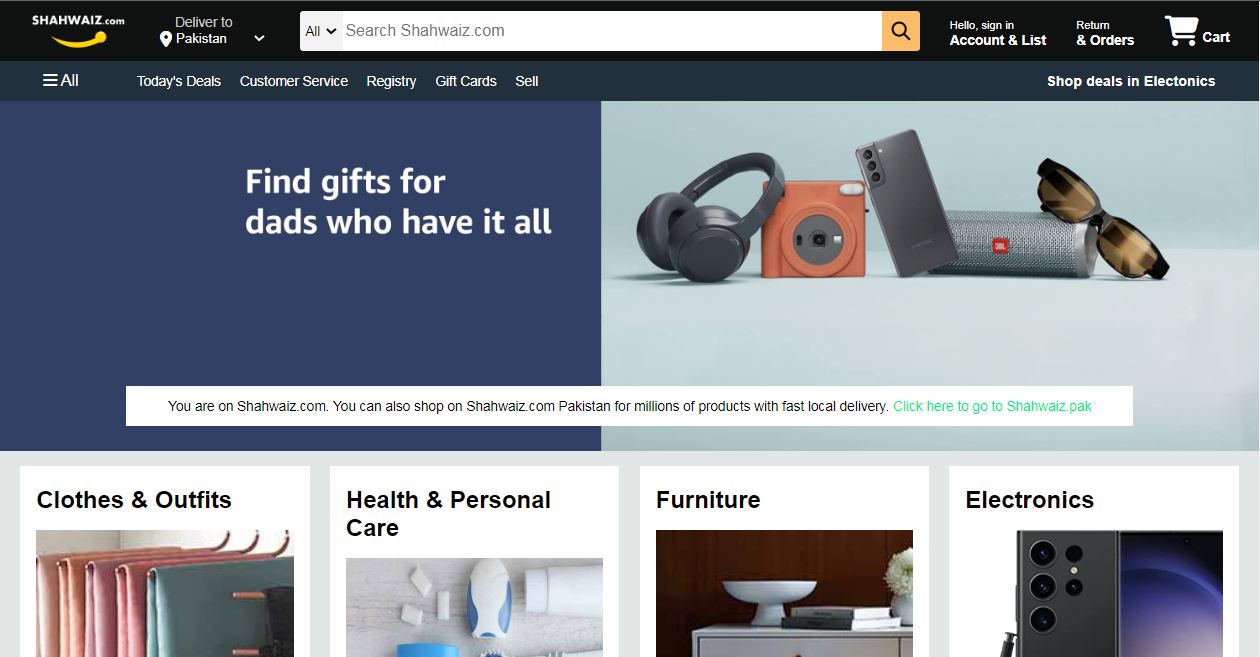 SHAHWAIZ.com
Deliver to
Pakistan
All
Search Shahwaiz.com
Hello, sign in
Account & List
Return
& Orders
Cart
All
Today's Deals
Customer Service
Registry
Gift Cards
Sell
Shop deals in Electonics
Find gifts for
dads who have it all
SAMSUNG
JBL
You are on Shahwaiz.com. You can also shop on Shahwaiz.com Pakistan for millions of products with fast local delivery. Click here to go to Shahwaiz.pak
Clothes & Outfits
Health & Personal
Care
Furniture
Electronics